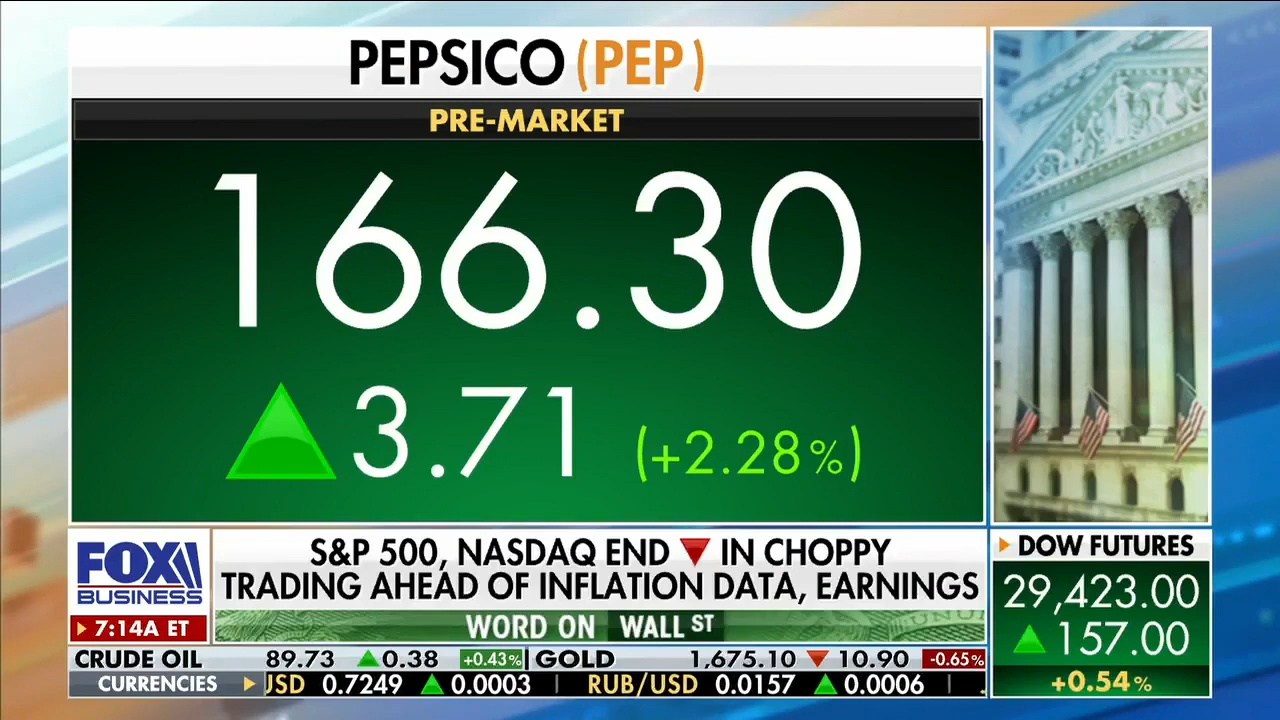 PEPSICO (PEP)
PRE-MARKET
166.30
▲ 3.71 (+2.28%)
FOX BUSINESS
7:14A ET
S&P 500, NASDAQ END ▼ IN CHOPPY
TRADING AHEAD OF INFLATION DATA, EARNINGS
WORD ON WALL ST
DOW FUTURES
29,423.00
▲ 157.00
+0.54%
CRUDE OIL 89.73 ▲ 0.38 +0.43% GOLD 1,675.10 ▼ 10.90 -0.65%
CURRENCIES USD 0.7249 ▲ 0.0003 RUB/USD 0.0157 ▲ 0.0006